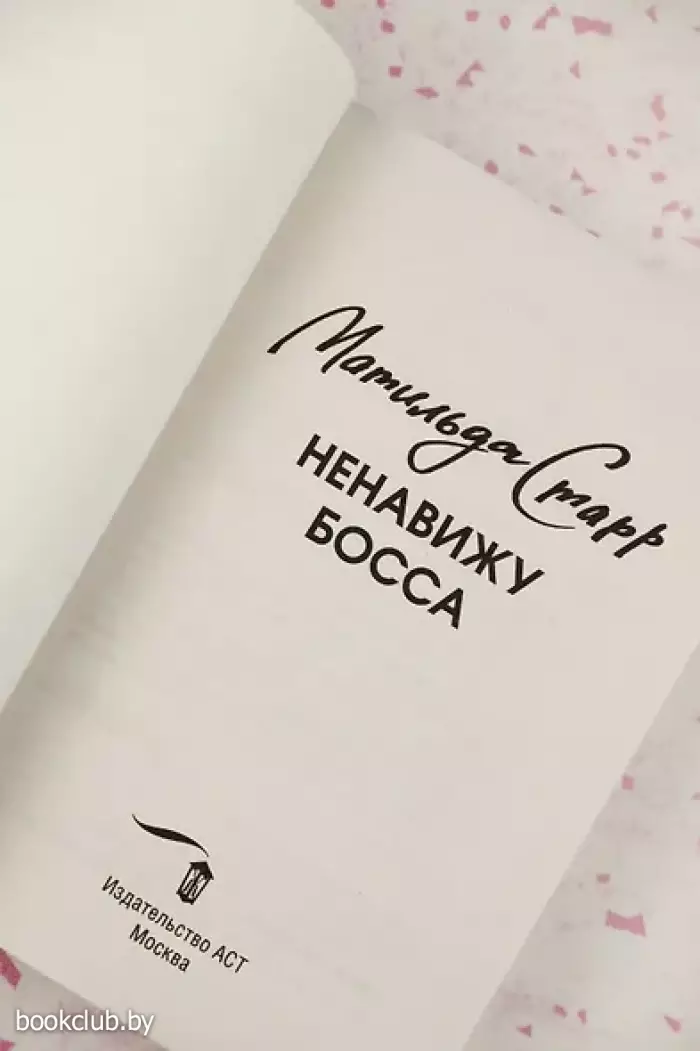 Матильда Старр
НЕНАВИЖУ
БОССА
Издательство АСТ
Москва
bookclub.by